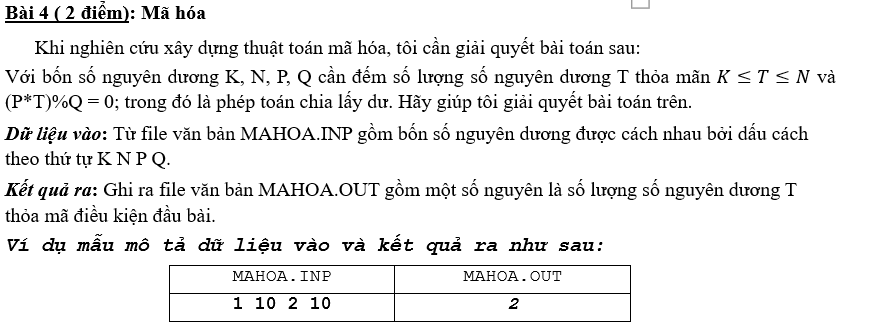 Bài 4 ( 2 điểm): Mã hóa
Khi nghiên cứu xây dựng thuật toán mã hóa, tôi cần giải quyết bài toán sau:
Với bốn số nguyên dương K, N, P, Q cần đếm số lượng số nguyên dương T thỏa mãn K ≤ T ≤ N và
(P*T)%Q = 0; trong đó là phép toán chia lấy dư. Hãy giúp tôi giải quyết bài toán trên.
Dữ liệu vào: Từ file văn bản MAHOA.INP gồm bốn số nguyên dương được cách nhau bởi dấu cách
theo thứ tự K N P Q.
Kết quả ra: Ghi ra file văn bản MAHOA.OUT gồm một số nguyên là số lượng số nguyên dương T
thỏa mã điều kiện đầu bài.
Ví dụ mẫu mô tả dữ liệu vào và kết quả ra như sau:
MAHOA.INP MAHOA.OUT
1 10 2 10 2